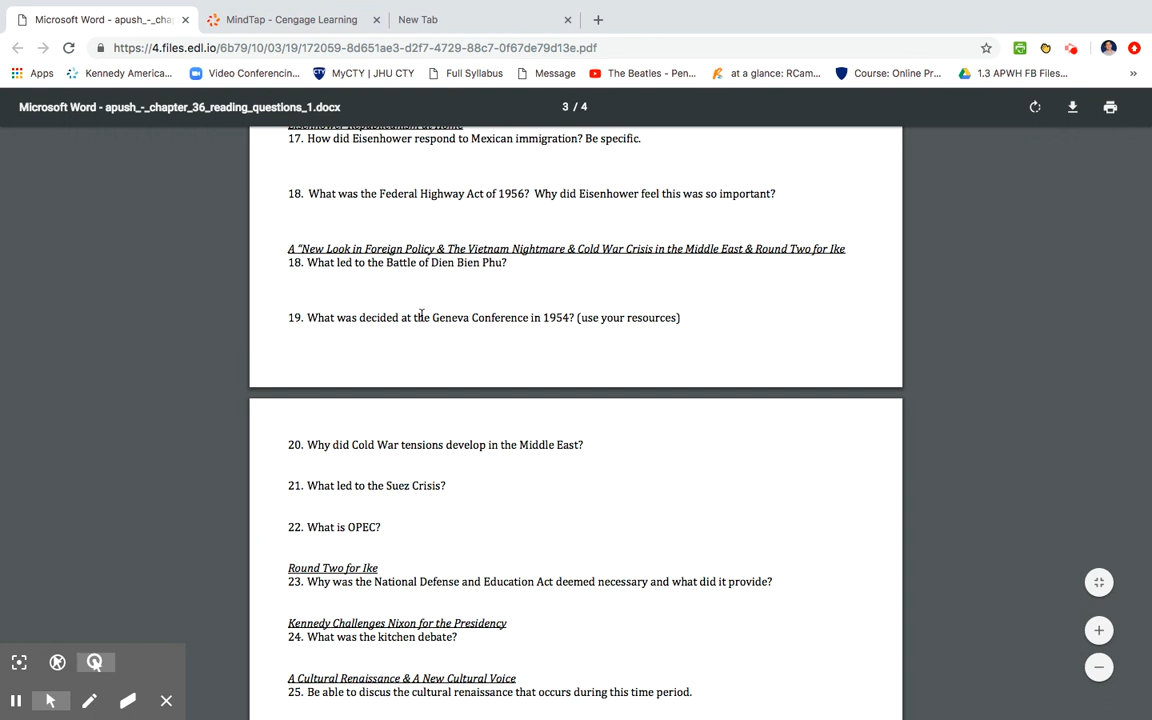 Microsoft Word - apush_-_cha
MindTap - Cengage Learning
New Tab
https://4.files.edl.io/6b79/10/03/19/172059-8d651ae3-d2f7-4729-88c7-0f67de79d13e.pdf
Apps
Kennedy America...
Video Conferencin...
CTY
MyCTY | JHU CTY
Full Syllabus
Message
The Beatles - Pen...
at a glance: RCam...
Course: Online Pr...
1.3 APWH FB Files...
»
Microsoft Word - apush_-_chapter_36_reading_questions_1.docx
3 / 4
Eisenhower Republicanism at Home
17. How did Eisenhower respond to Mexican immigration? Be specific.
18. What was the Federal Highway Act of 1956? Why did Eisenhower feel this was so important?
A “New Look in Foreign Policy & The Vietnam Nightmare & Cold War Crisis in the Middle East & Round Two for Ike
18. What led to the Battle of Dien Bien Phu?
19. What was decided at the Geneva Conference in 1954? (use your resources)
20. Why did Cold War tensions develop in the Middle East?
21. What led to the Suez Crisis?
22. What is OPEC?
Round Two for Ike
23. Why was the National Defense and Education Act deemed necessary and what did it provide?
Kennedy Challenges Nixon for the Presidency
24. What was the kitchen debate?
A Cultural Renaissance & A New Cultural Voice
25. Be able to discus the cultural renaissance that occurs during this time period.